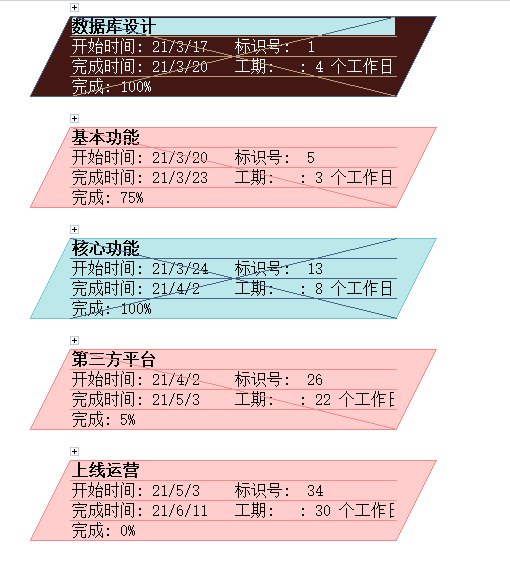 数据库设计
开始时间: 21/3/17 标识号: 1
完成时间: 21/3/20 工期: : 4 个工作日
完成: 100%
基本功能
开始时间: 21/3/20 标识号: 5
完成时间: 21/3/23 工期: : 3 个工作日
完成: 75%
核心功能
开始时间: 21/3/24 标识号: 13
完成时间: 21/4/2 工期: : 8 个工作日
完成: 100%
第三方平台
开始时间: 21/4/2 标识号: 26
完成时间: 21/5/3 工期: : 22 个工作日
完成: 5%
上线运营
开始时间: 21/5/3 标识号: 34
完成时间: 21/6/11 工期: : 30 个工作日
完成: 0%